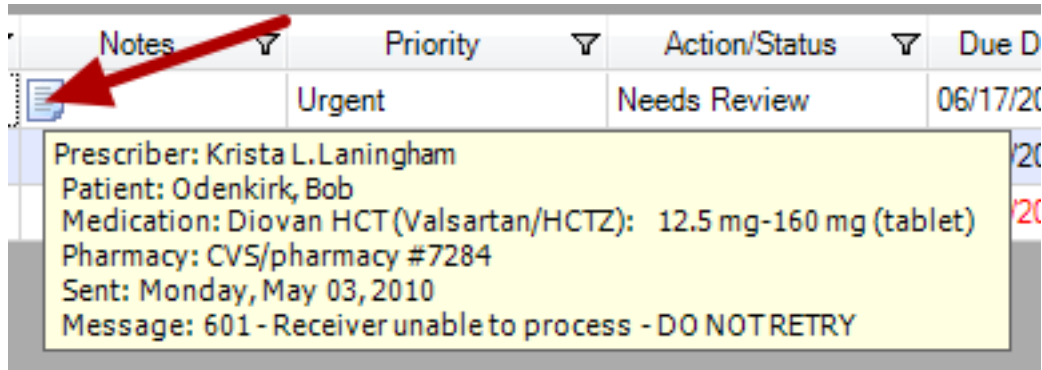 Notes Priority Action/Status Due D
Urgent Needs Review 06/17/20
Prescriber: Krista L. Laningham
Patient: Odenkirk, Bob
Medication: Diovan HCT (Valsartan/HCTZ): 12.5 mg-160 mg (tablet)
Pharmacy: CVS/pharmacy #7284
Sent: Monday, May 03, 2010
Message: 601 - Receiver unable to process - DO NOT RETRY
/20
/20